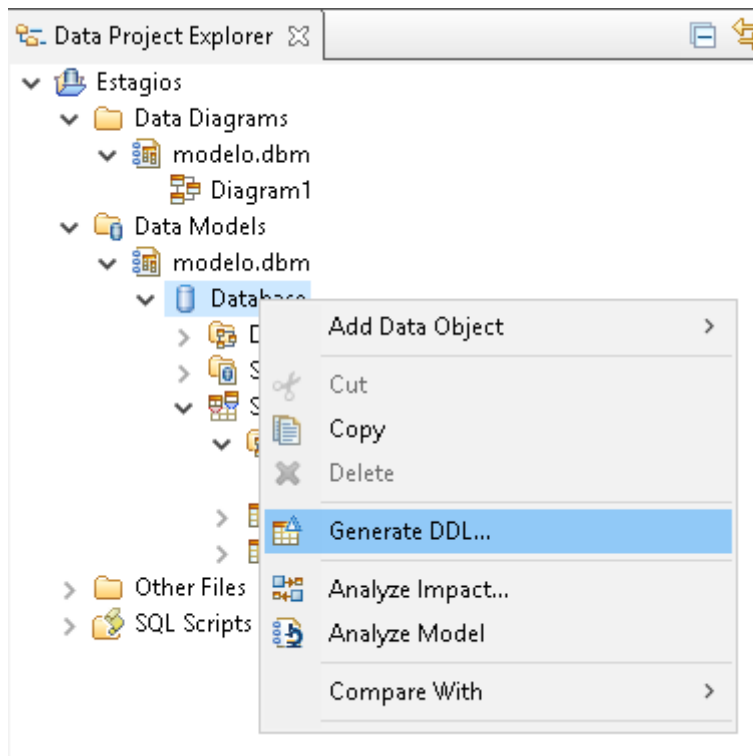 Data Project Explorer
Estagios
Data Diagrams
modelo.dbm
Diagram1
Data Models
modelo.dbm
Database
Add Data Object
Cut
Copy
Delete
Generate DDL...
Other Files
Analyze Impact...
SQL Scripts
Analyze Model
Compare With